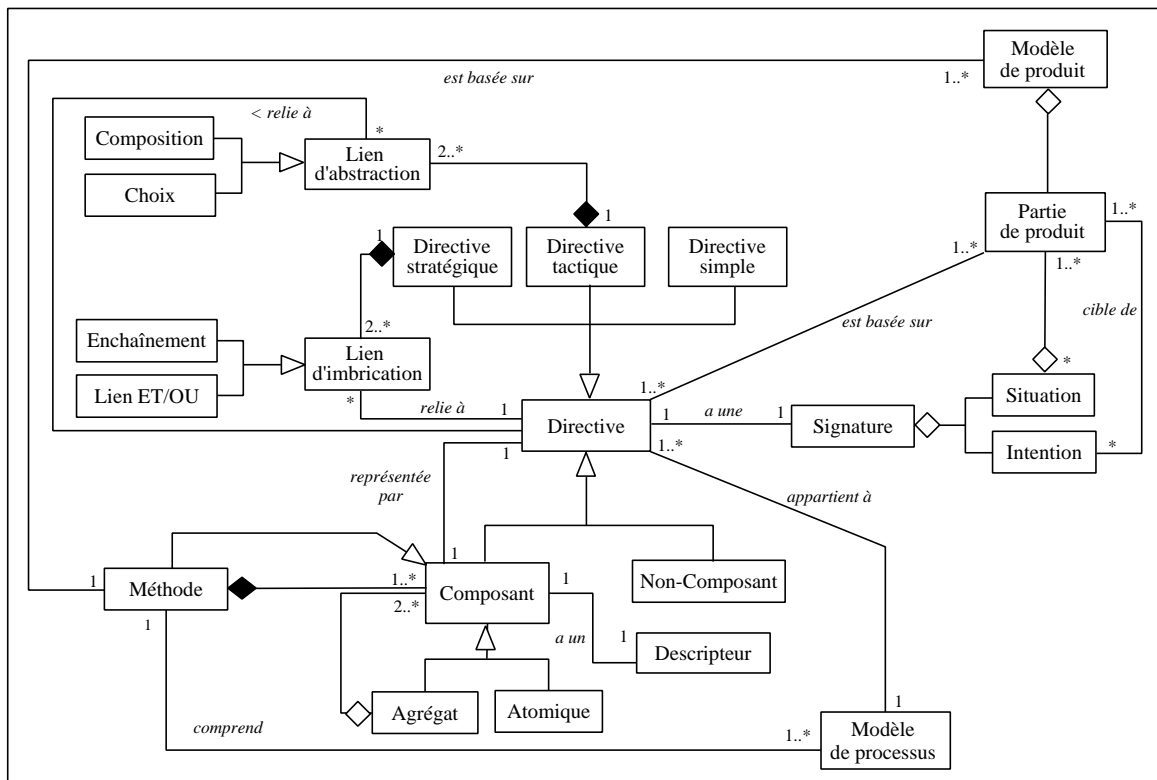 Modèle
de produit
est basée sur
1..*
< relie à
*
Composition
Choix
Lien
d'abstraction
2..*
1
Partie
de produit
1..*
1..*
1..*
1
Directive
stratégique
Directive
tactique
Directive
simple
2..*
est basée sur
cible de
Enchaînement
Lien ET/OU
Lien
d'imbrication
*
relie à
1
Directive
1..*
1
a une
1
Signature
*
Situation
Intention
*
1
1..*
représentée
par
appartient à
1
Méthode
1
1
1..*
2..*
Composant
1
Non-Composant
a un
1
Descripteur
Agrégat
Atomique
comprend
1
1..*
Modèle
de processus